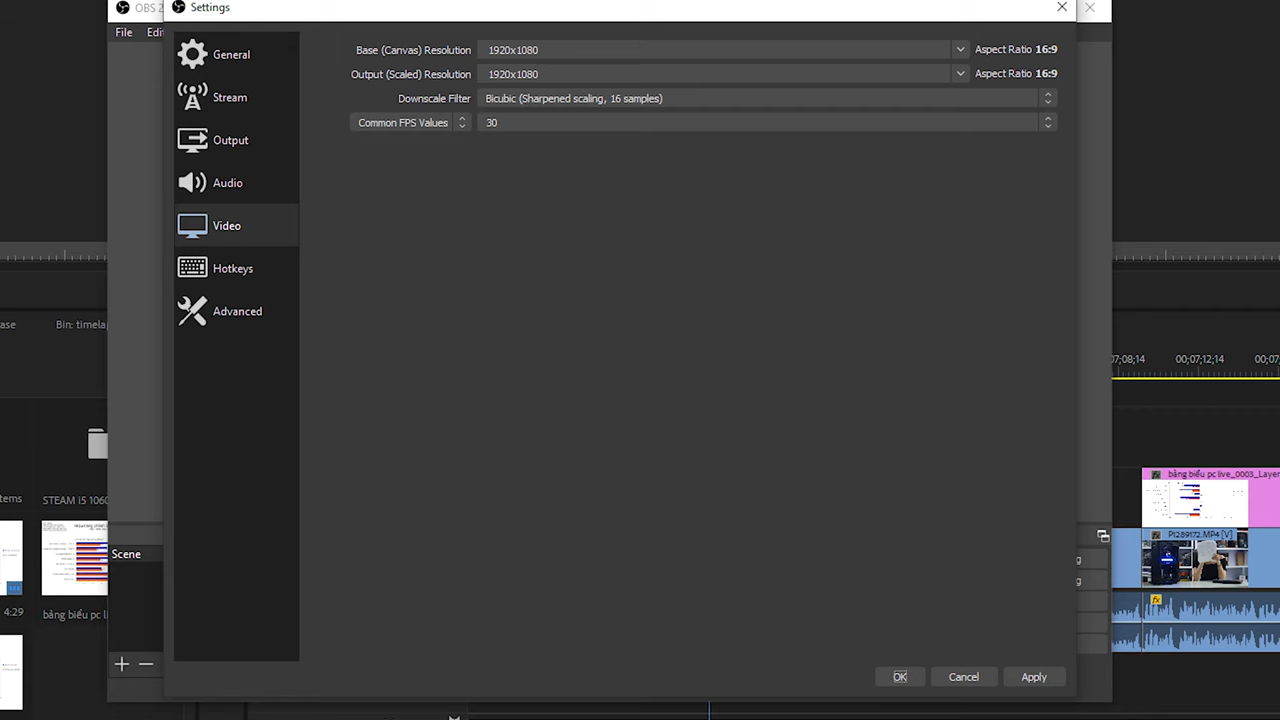 OBS 2
Settings
File
Edi
General
Stream
Output
Audio
Video
Hotkeys
Advanced
Base (Canvas) Resolution
1920x1080
Aspect Ratio 16:9
Output (Scaled) Resolution
1920x1080
Aspect Ratio 16:9
Downscale Filter
Bicubic (Sharpened scaling, 16 samples)
Common FPS Values
30
ase
Bin: timelap
07;08;14
00;07;12;14
00;07
tems
STEAM i5 1060
4:29
bảng biểu pc li
Scene
bảng biểu pc live_0003_Layer
P1289172.MP4 [V]
fx
g
g
OK
Cancel
Apply